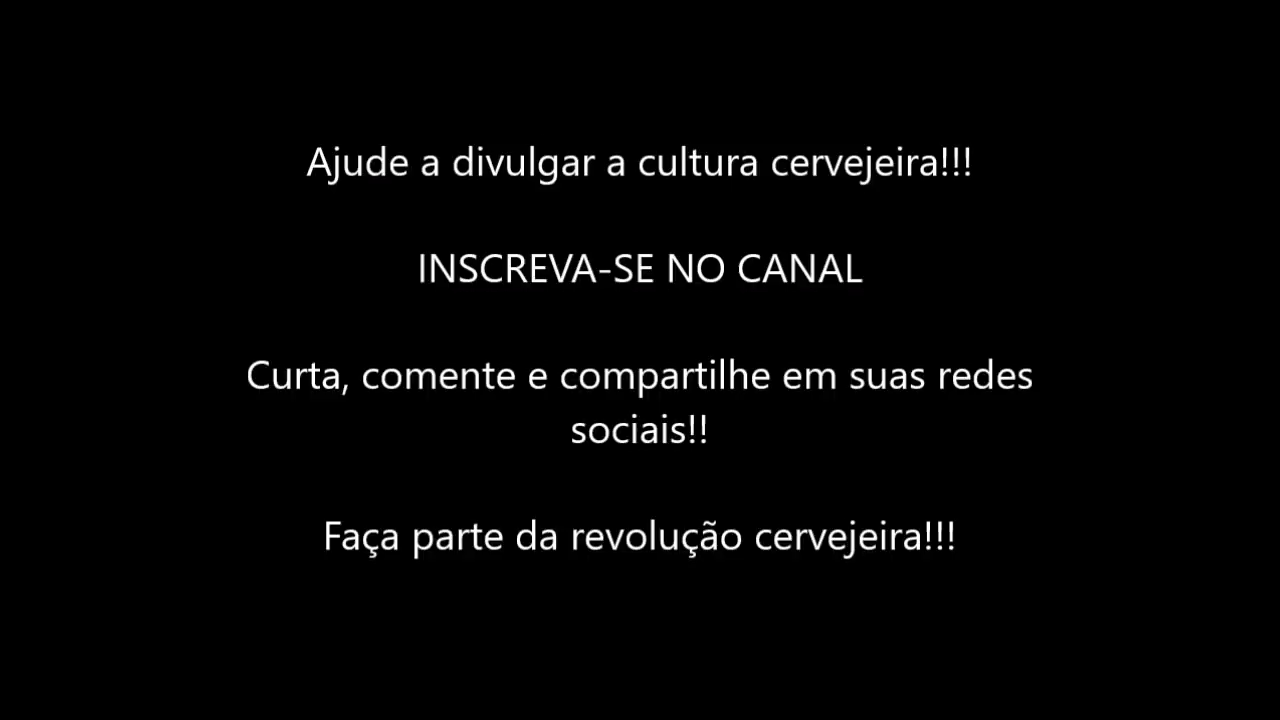 Ajude a divulgar a cultura cervejeira!!!
INSCREVA-SE NO CANAL
Curta, comente e compartilhe em suas redes
sociais!!
Faça parte da revolução cervejeira!!!